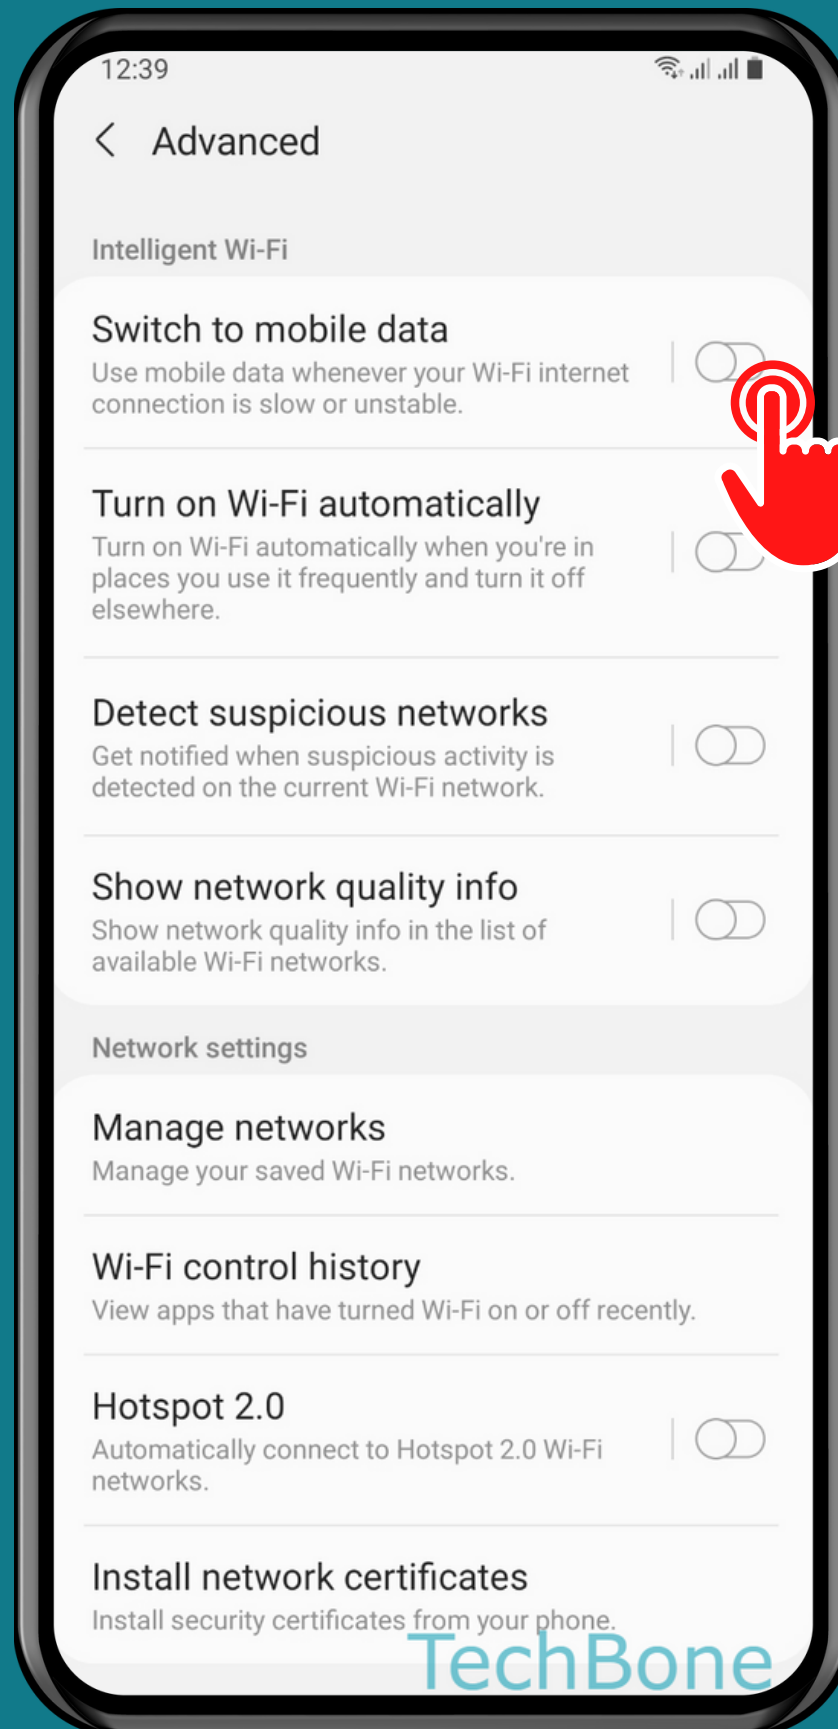 12:39
Advanced
Intelligent Wi-Fi
Switch to mobile data
Use mobile data whenever your Wi-Fi internet
connection is slow or unstable.
Turn on Wi-Fi automatically
Turn on Wi-Fi automatically when you're in
places you use it frequently and turn it off
elsewhere.
Detect suspicious networks
Get notified when suspicious activity is
detected on the current Wi-Fi network.
Show network quality info
Show network quality info in the list of
available Wi-Fi networks.
Network settings
Manage networks
Manage your saved Wi-Fi networks.
Wi-Fi control history
View apps that have turned Wi-Fi on or off recently.
Hotspot 2.0
Automatically connect to Hotspot 2.0 Wi-Fi
networks.
Install network certificates
Install security certificates from your phone.
TechBone